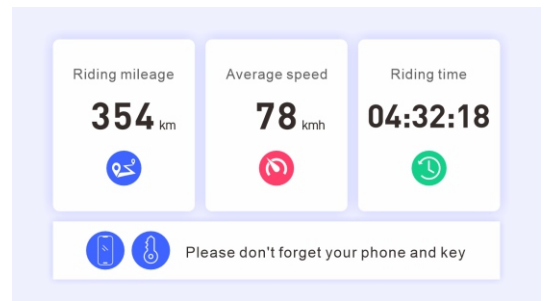 Riding mileage
354 km
Average speed
78 kmh
Riding time
04:32:18
Please don't forget your phone and key